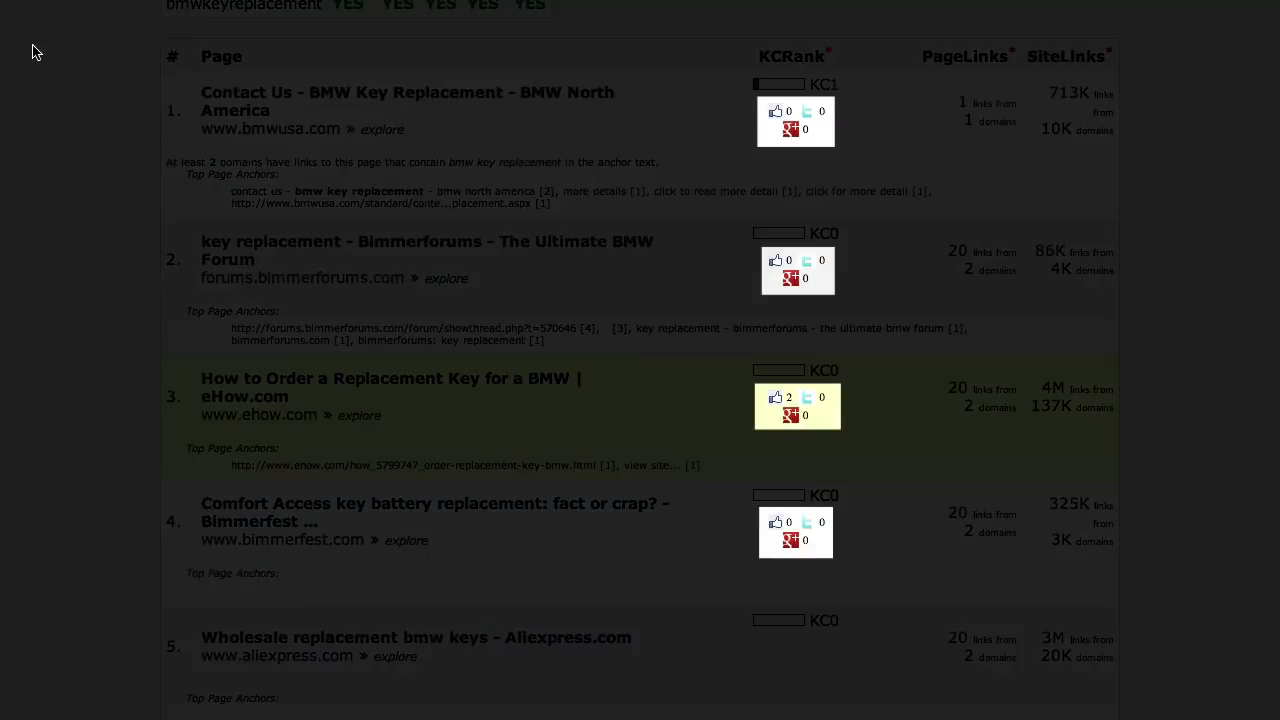 bmwkeyreplacement YES YES YES YES YES
# Page KCRank* PageLinks* SiteLinks*
1. Contact Us - BMW Key Replacement - BMW North America
www.bmwusa.com » explore
KC1
0 0
g+ 0
1 links from
1 domains
713K links from
10K domains
At least 2 domains have links to this page that contain bmw key replacement in the anchor text.
Top Page Anchors:
contact us - bmw key replacement - bmw north america [2], more details [1], click to read more detail [1], click for more detail [1],
http://www.bmwusa.com/standard/conte...placement.aspx [1]
2. key replacement - Bimmerforums - The Ultimate BMW Forum
forums.bimmerforums.com » explore
KC0
0 0
g+ 0
20 links from
2 domains
86K links from
4K domains
Top Page Anchors:
http://forums.bimmerforums.com/forum/showthread.php?t=570646 [4], [3], key replacement - bimmerforums - the ultimate bmw forum [1],
bimmerforums.com [1], bimmerforums: key replacement [1]
3. How to Order a Replacement Key for a BMW | eHow.com
www.ehow.com » explore
KC0
2 0
g+ 0
20 links from
2 domains
4M links from
137K domains
Top Page Anchors:
http://www.ehow.com/how_5799747_order-replacement-key-bmw.html [1], view site... [1]
4. Comfort Access key battery replacement: fact or crap? - Bimmerfest ...
www.bimmerfest.com » explore
KC0
0 0
g+ 0
20 links from
2 domains
325K links from
3K domains
Top Page Anchors:
5. Wholesale replacement bmw keys - Aliexpress.com
www.aliexpress.com » explore
KC0
20 links from
2 domains
3M links from
20K domains
Top Page Anchors: